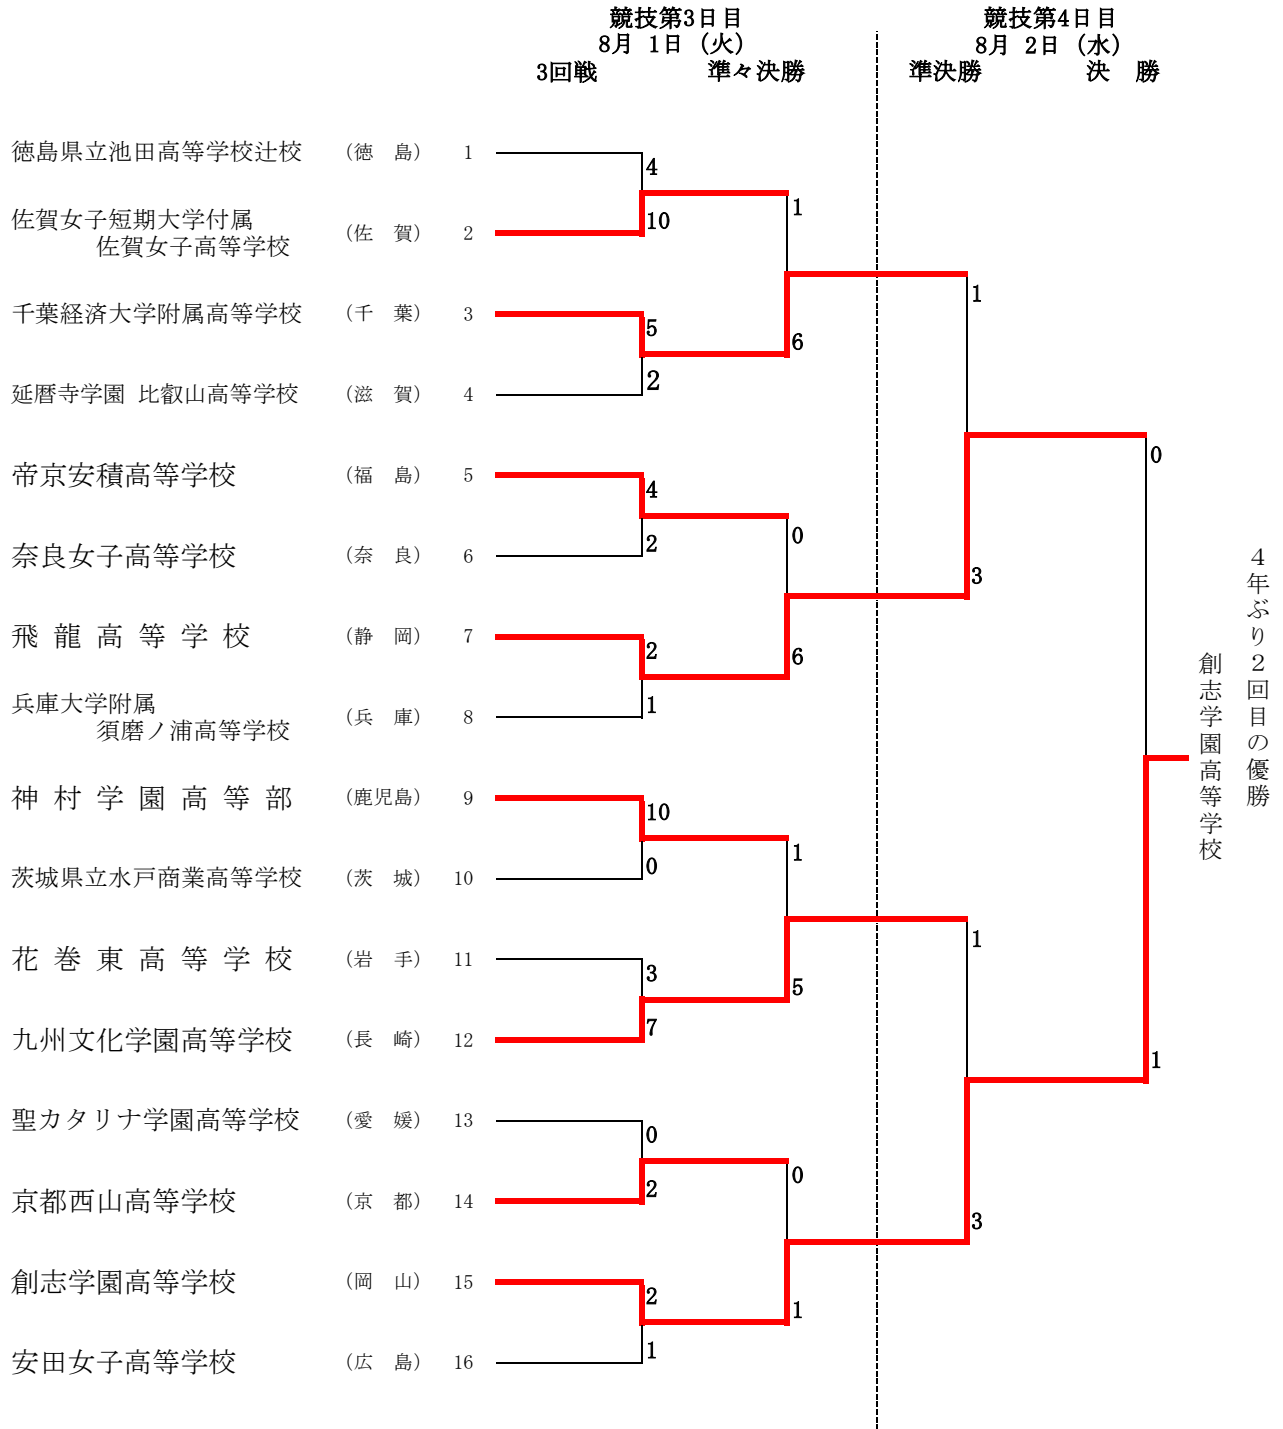 競技第3日目
8月 1日（火）
3回戦 準々決勝
競技第4日目
8月 2日（水）
準決勝 決　勝
徳島県立池田高等学校辻校 （徳　島） 1
佐賀女子短期大学付属
佐賀女子高等学校 （佐　賀） 2
千葉経済大学附属高等学校 （千　葉） 3
延暦寺学園 比叡山高等学校 （滋　賀） 4
帝京安積高等学校 （福　島） 5
奈良女子高等学校 （奈　良） 6
飛龍高等学校 （静　岡） 7
兵庫大学附属
須磨ノ浦高等学校 （兵　庫） 8
神村学園高等部 （鹿児島） 9
茨城県立水戸商業高等学校 （茨　城） 10
花巻東高等学校 （岩　手） 11
九州文化学園高等学校 （長　崎） 12
聖カタリナ学園高等学校 （愛　媛） 13
京都西山高等学校 （京　都） 14
創志学園高等学校 （岡　山） 15
安田女子高等学校 （広　島） 16
4
10
5
2
4
2
2
1
10
0
3
7
0
2
2
1
1
6
0
6
1
5
0
1
1
3
1
3
0
1
４年ぶり２回目の優勝
創志学園高等学校